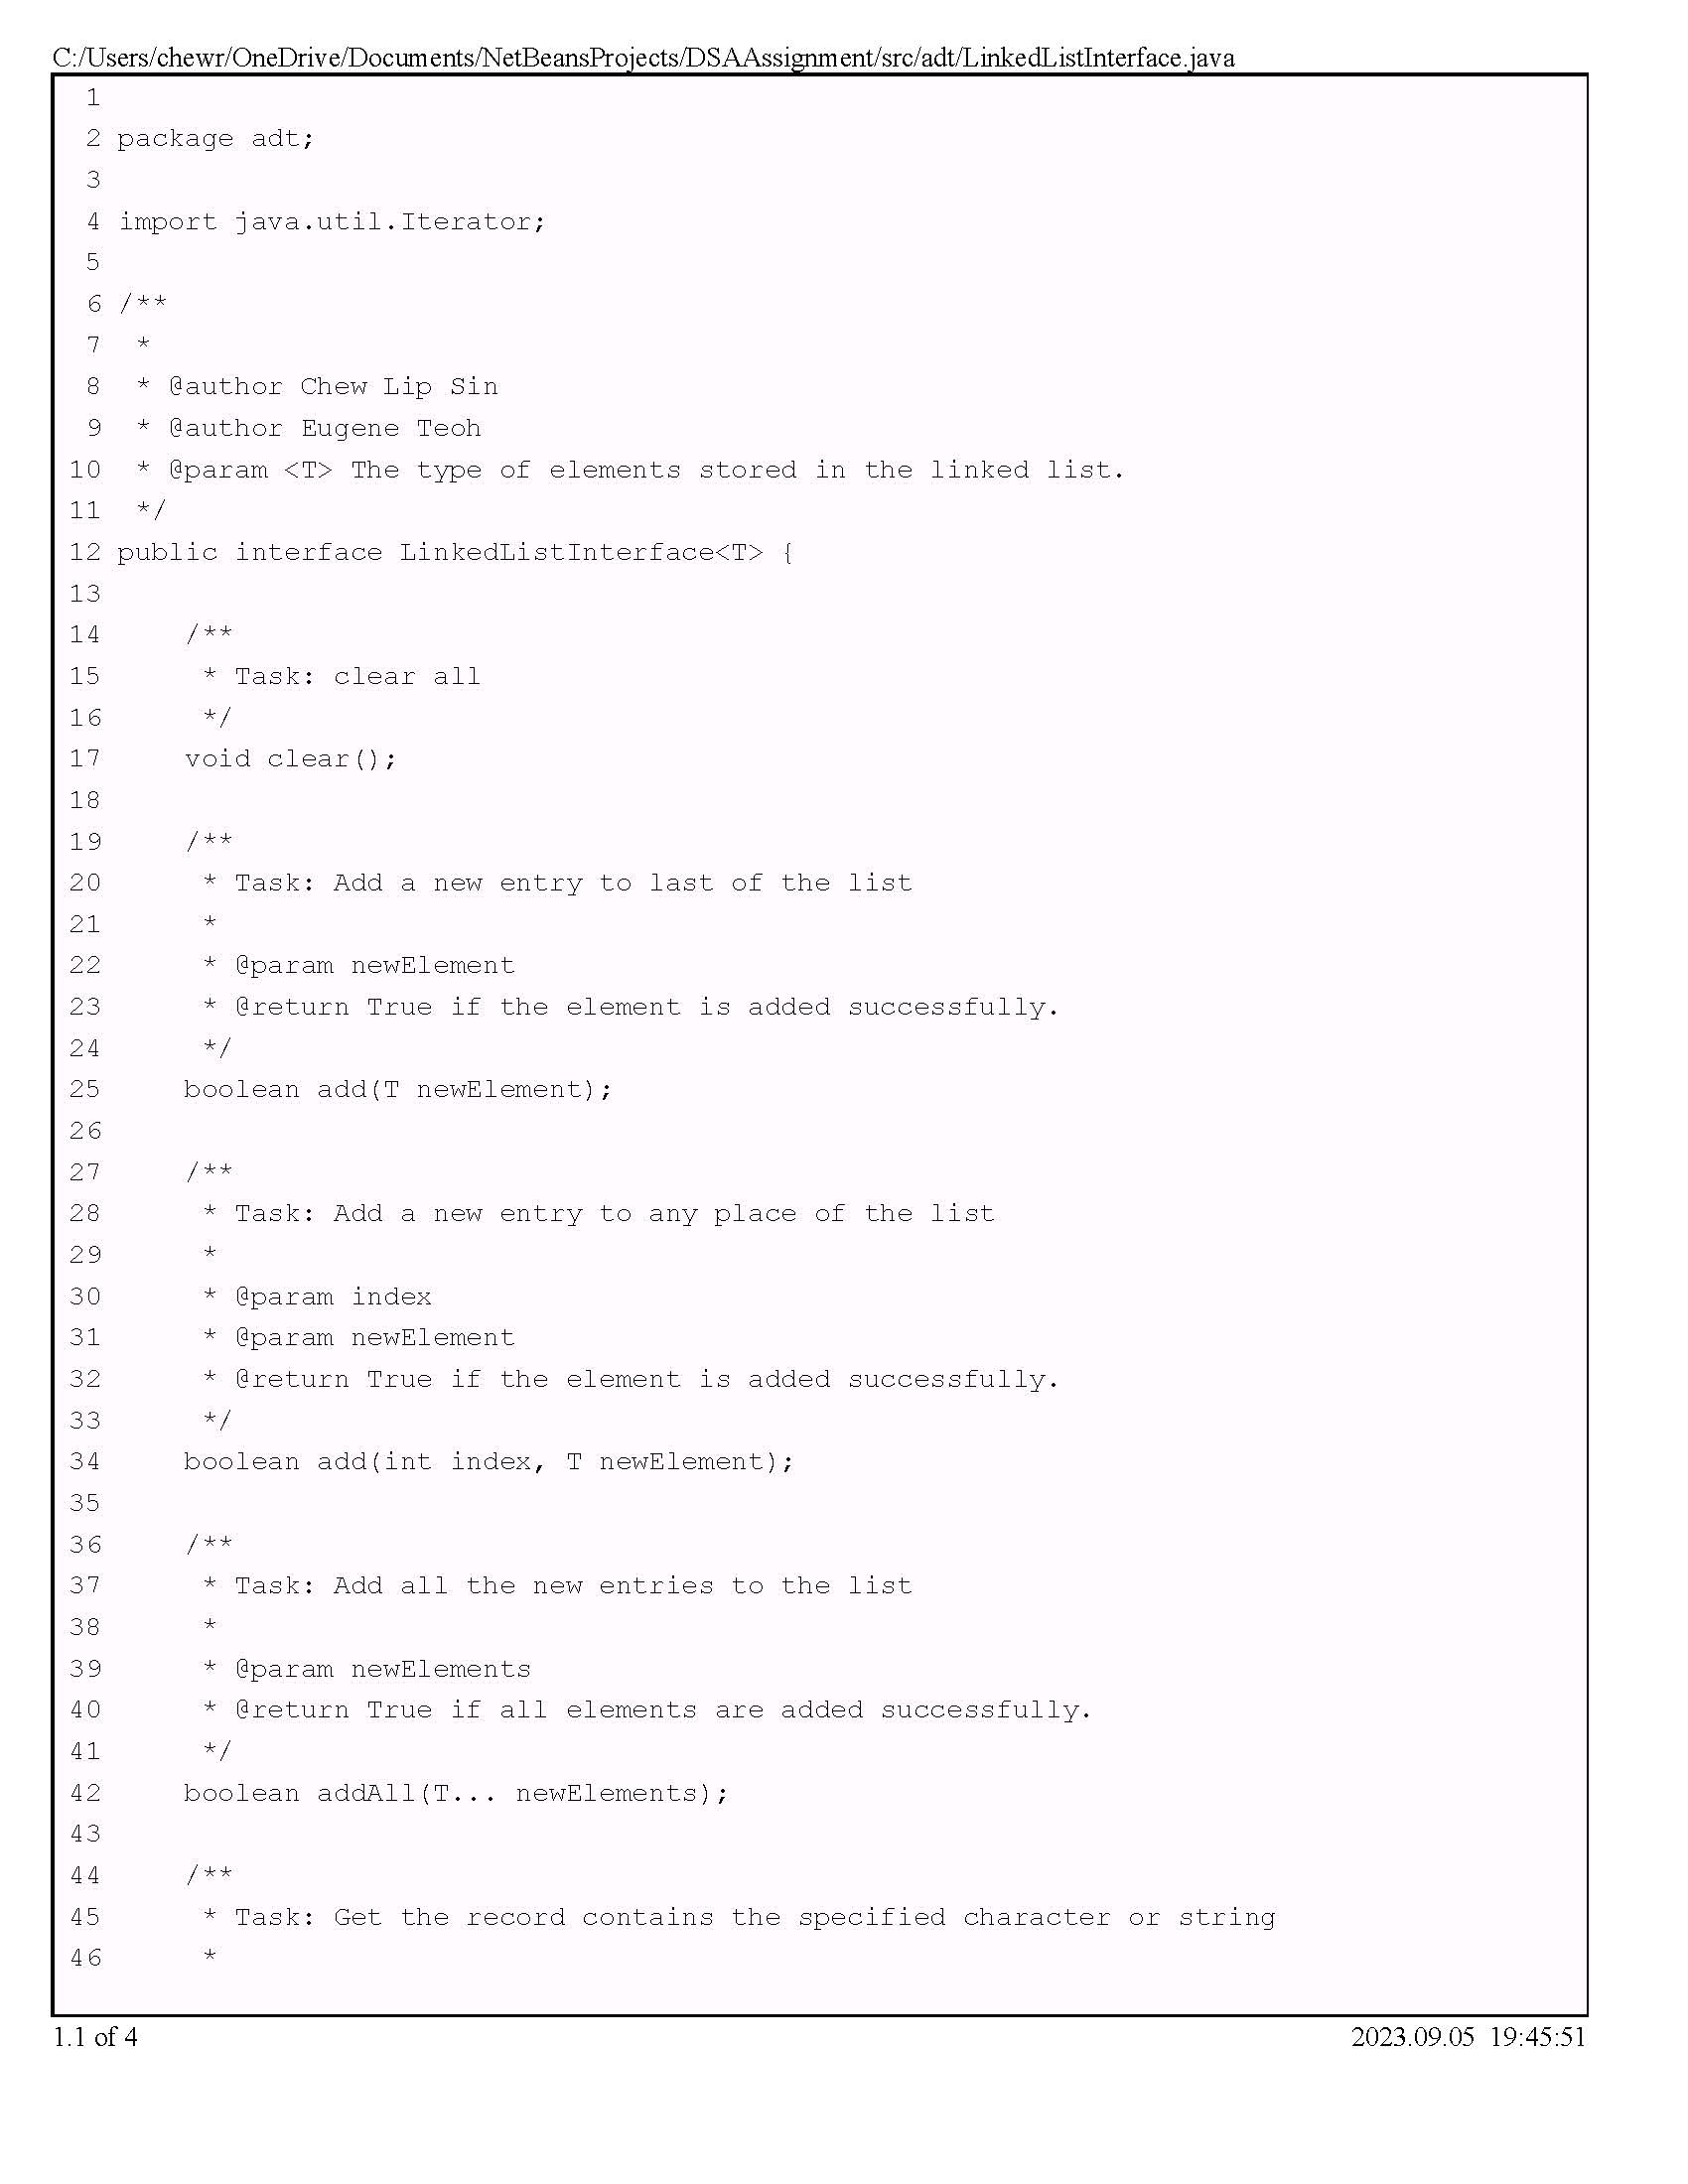 C:/Users/chewr/OneDrive/Documents/NetBeansProjects/DSAAssignment/src/adt/LinkedListInterface.java
1
2 package adt;
3
4 import java.util.Iterator;
5
6 /**
7  *
8  * @author Chew Lip Sin
9  * @author Eugene Teoh
10  * @param <T> The type of elements stored in the linked list.
11  */
12 public interface LinkedListInterface<T> {
13
14     /**
15      * Task: clear all
16      */
17     void clear();
18
19     /**
20      * Task: Add a new entry to last of the list
21      *
22      * @param newElement
23      * @return True if the element is added successfully.
24      */
25     boolean add(T newElement);
26
27     /**
28      * Task: Add a new entry to any place of the list
29      *
30      * @param index
31      * @param newElement
32      * @return True if the element is added successfully.
33      */
34     boolean add(int index, T newElement);
35
36     /**
37      * Task: Add all the new entries to the list
38      *
39      * @param newElements
40      * @return True if all elements are added successfully.
41      */
42     boolean addAll(T... newElements);
43
44     /**
45      * Task: Get the record contains the specified character or string
46      *
1.1 of 4 2023.09.05 19:45:51